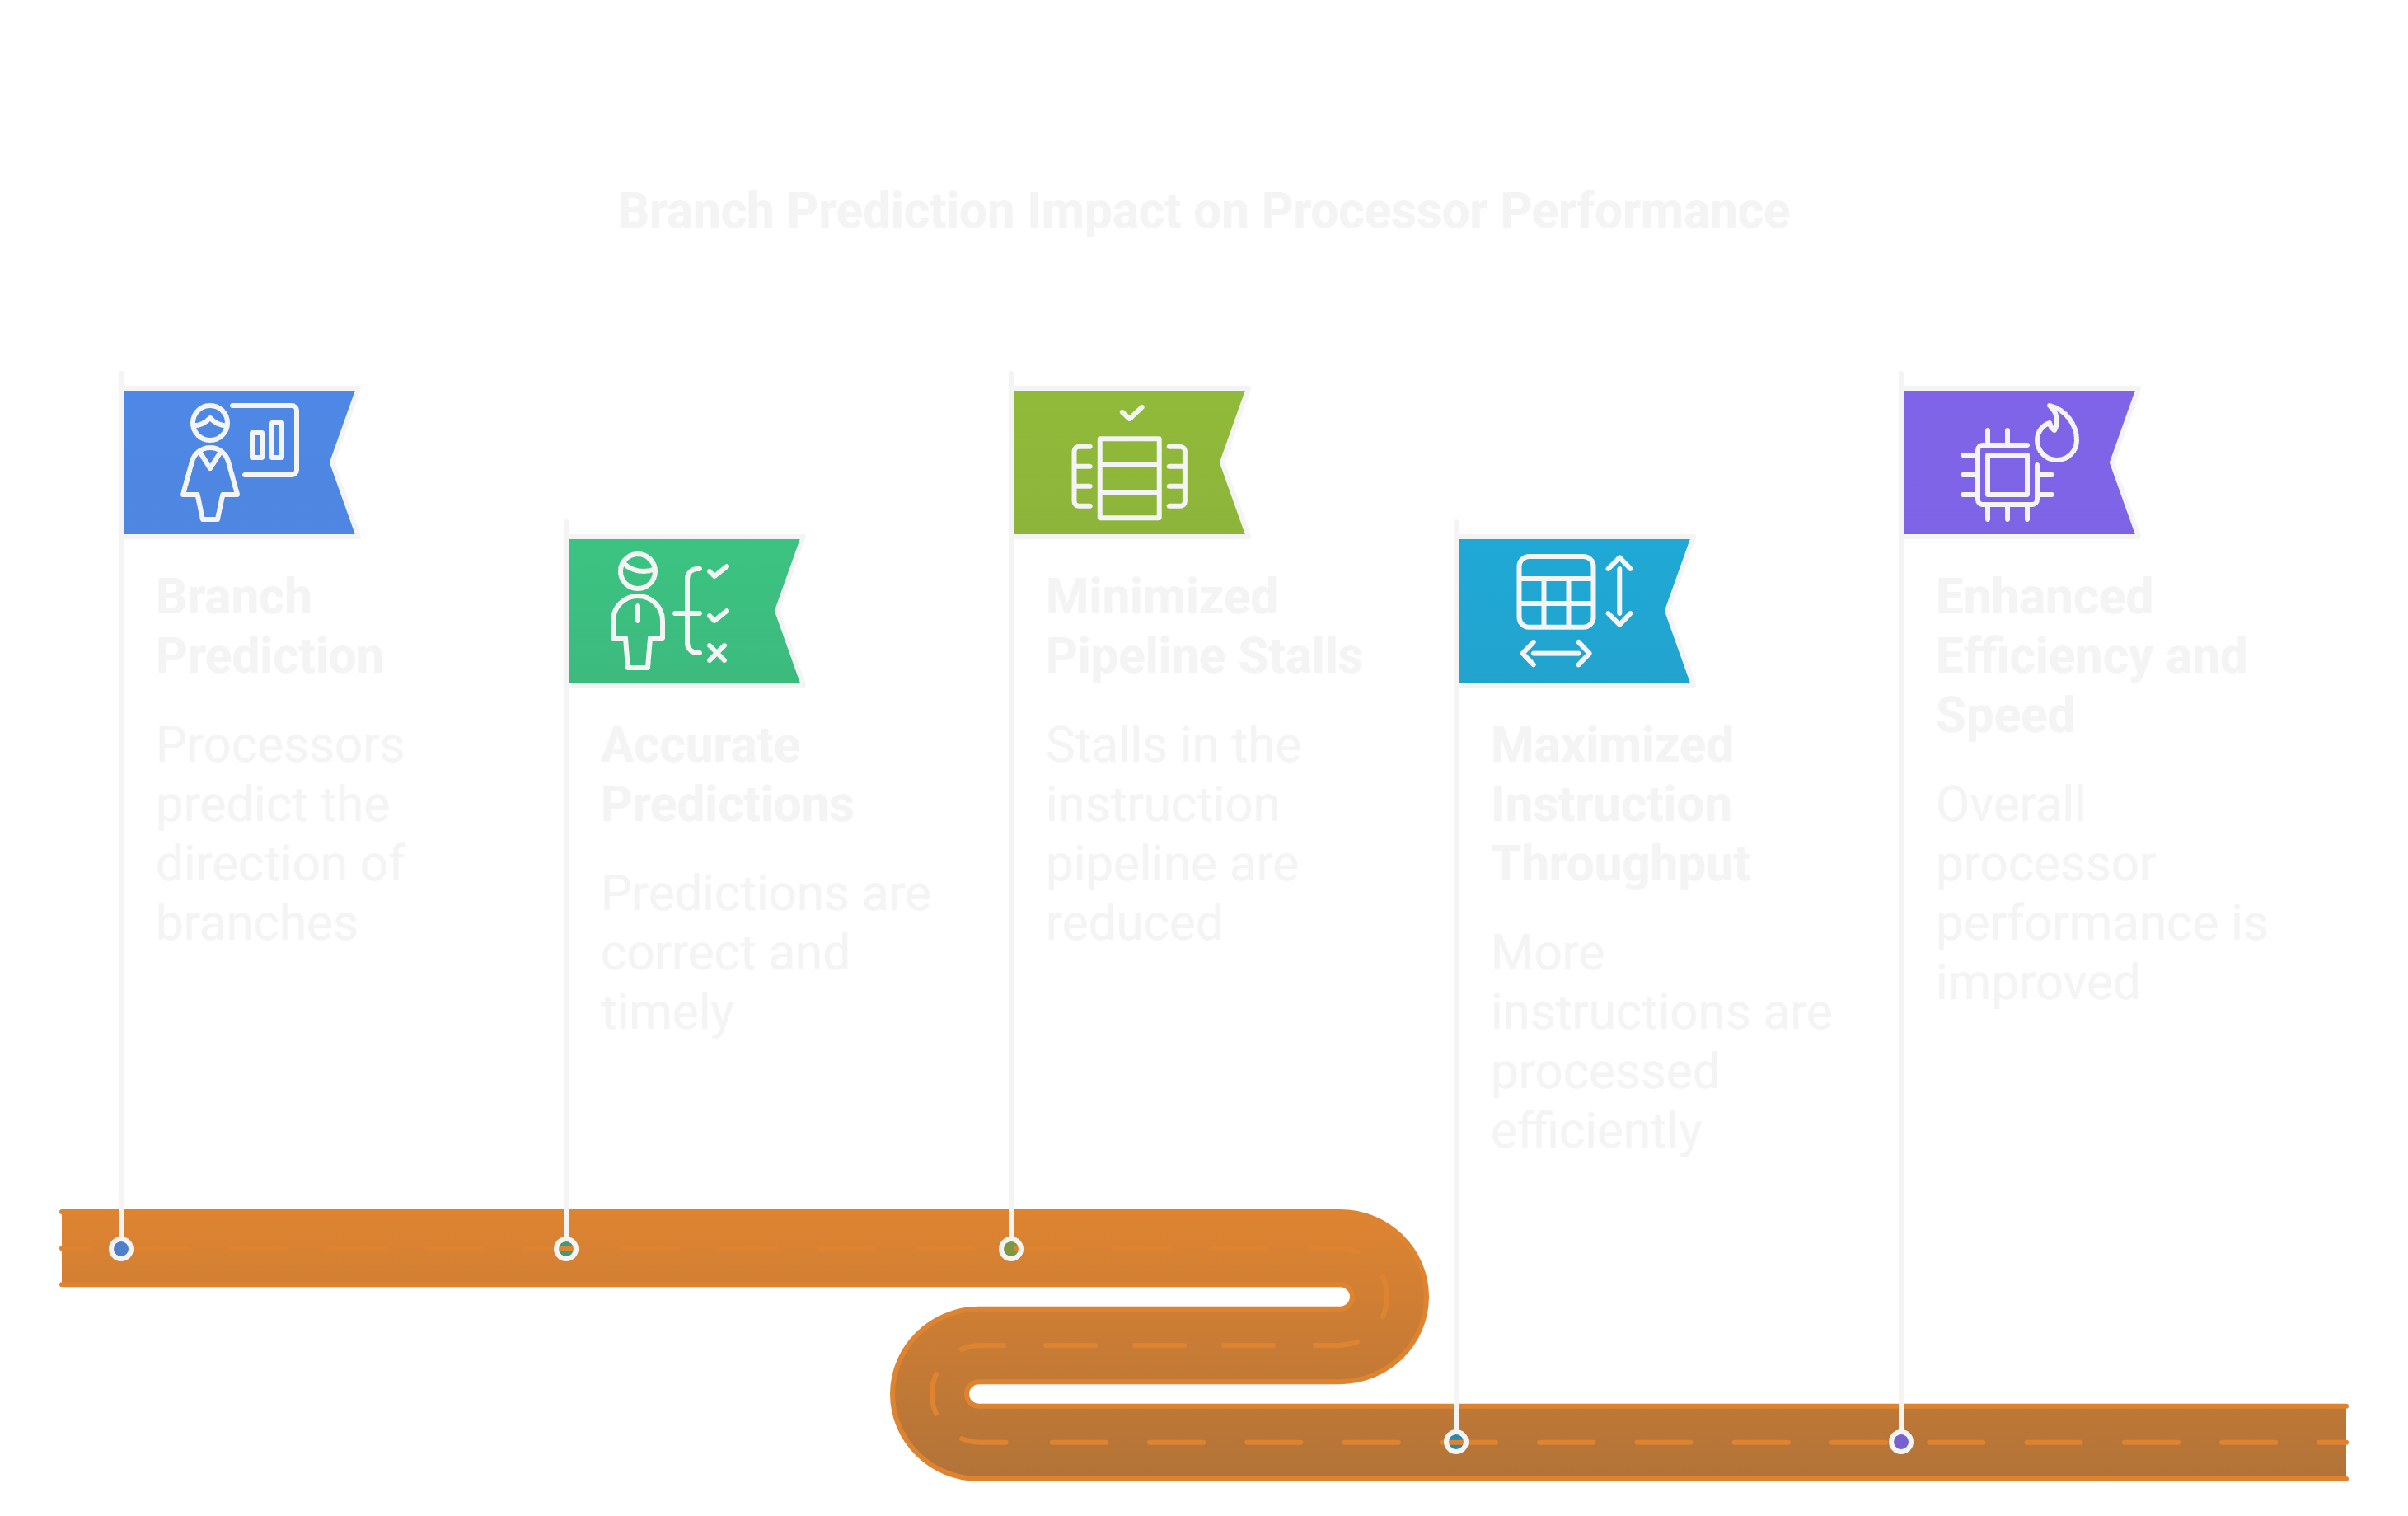 Branch Prediction Impact on Processor Performance
Branch
Prediction
Processors
predict the
direction of
branches
Accurate
Predictions
Predictions are
correct and
timely
Minimized
Pipeline Stalls
Stalls in the
instruction
pipeline are
reduced
Maximized
Instruction
Throughput
More
instructions are
processed
efficiently
Enhanced
Efficiency and
Speed
Overall
processor
performance is
improved